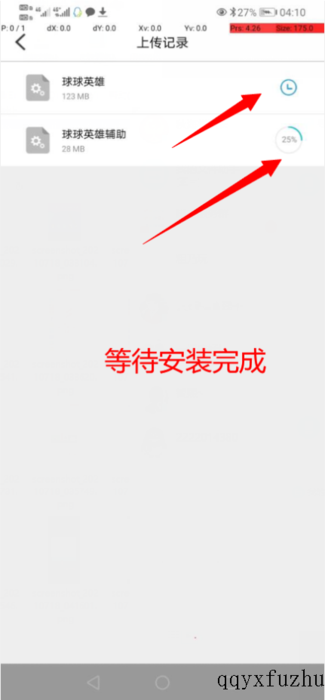 27% 04:10
P: 0 / 1 dX: 0.0 dY: 0.0 Xv: 0.0 Yv: 0.0 Prs: 4.26 Size: 175.0
上传记录
球球英雄
123 MB
球球英雄辅助
28 MB
25%
等待安装完成
qqyxfuzhu